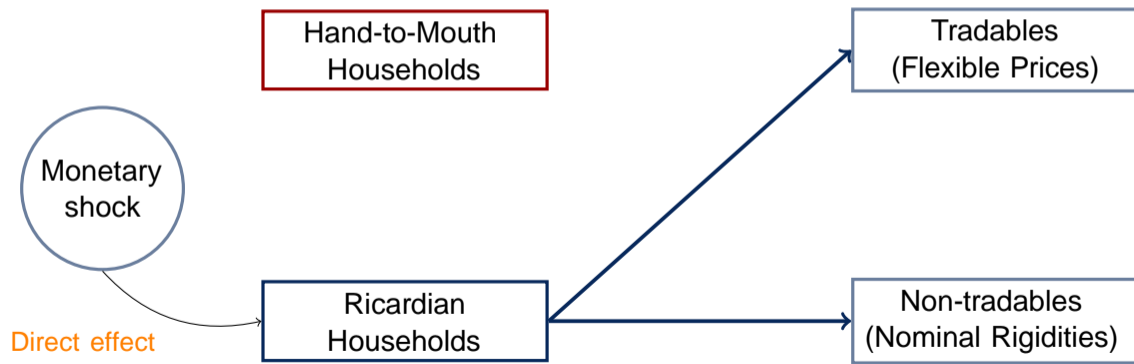 Hand-to-Mouth
Households
Tradables
(Flexible Prices)
Monetary
shock
Direct effect
Ricardian
Households
Non-tradables
(Nominal Rigidities)